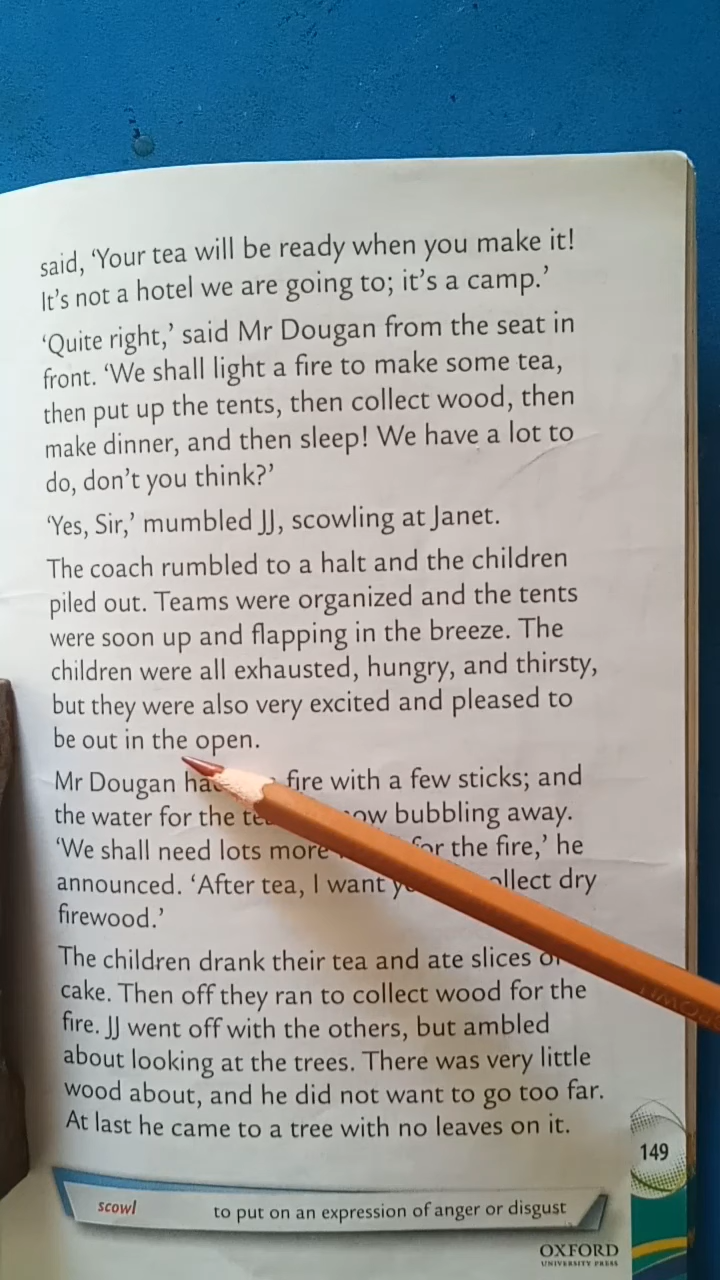 said, ‘Your tea will be ready when you make it!
It’s not a hotel we are going to; it’s a camp.’
‘Quite right,’ said Mr Dougan from the seat in
front. ‘We shall light a fire to make some tea,
then put up the tents, then collect wood, then
make dinner, and then sleep! We have a lot to
do, don’t you think?’
‘Yes, Sir,’ mumbled JJ, scowling at Janet.
The coach rumbled to a halt and the children
piled out. Teams were organized and the tents
were soon up and flapping in the breeze. The
children were all exhausted, hungry, and thirsty,
but they were also very excited and pleased to
be out in the open.
Mr Dougan fire with a few sticks; and
the water for the bubbling away.
‘We shall need lots more for the fire,’ he
announced. ‘After tea, I want dry
firewood.’
The children drank their tea and ate slices
cake. Then off they ran to collect wood for the
fire. JJ went off with the others, but ambled
about looking at the trees. There was very little
wood about, and he did not want to go too far.
At last he came to a tree with no leaves on it.
149
scowl to put on an expression of anger or disgust
OXFORD
UNIVERSITY PRESS